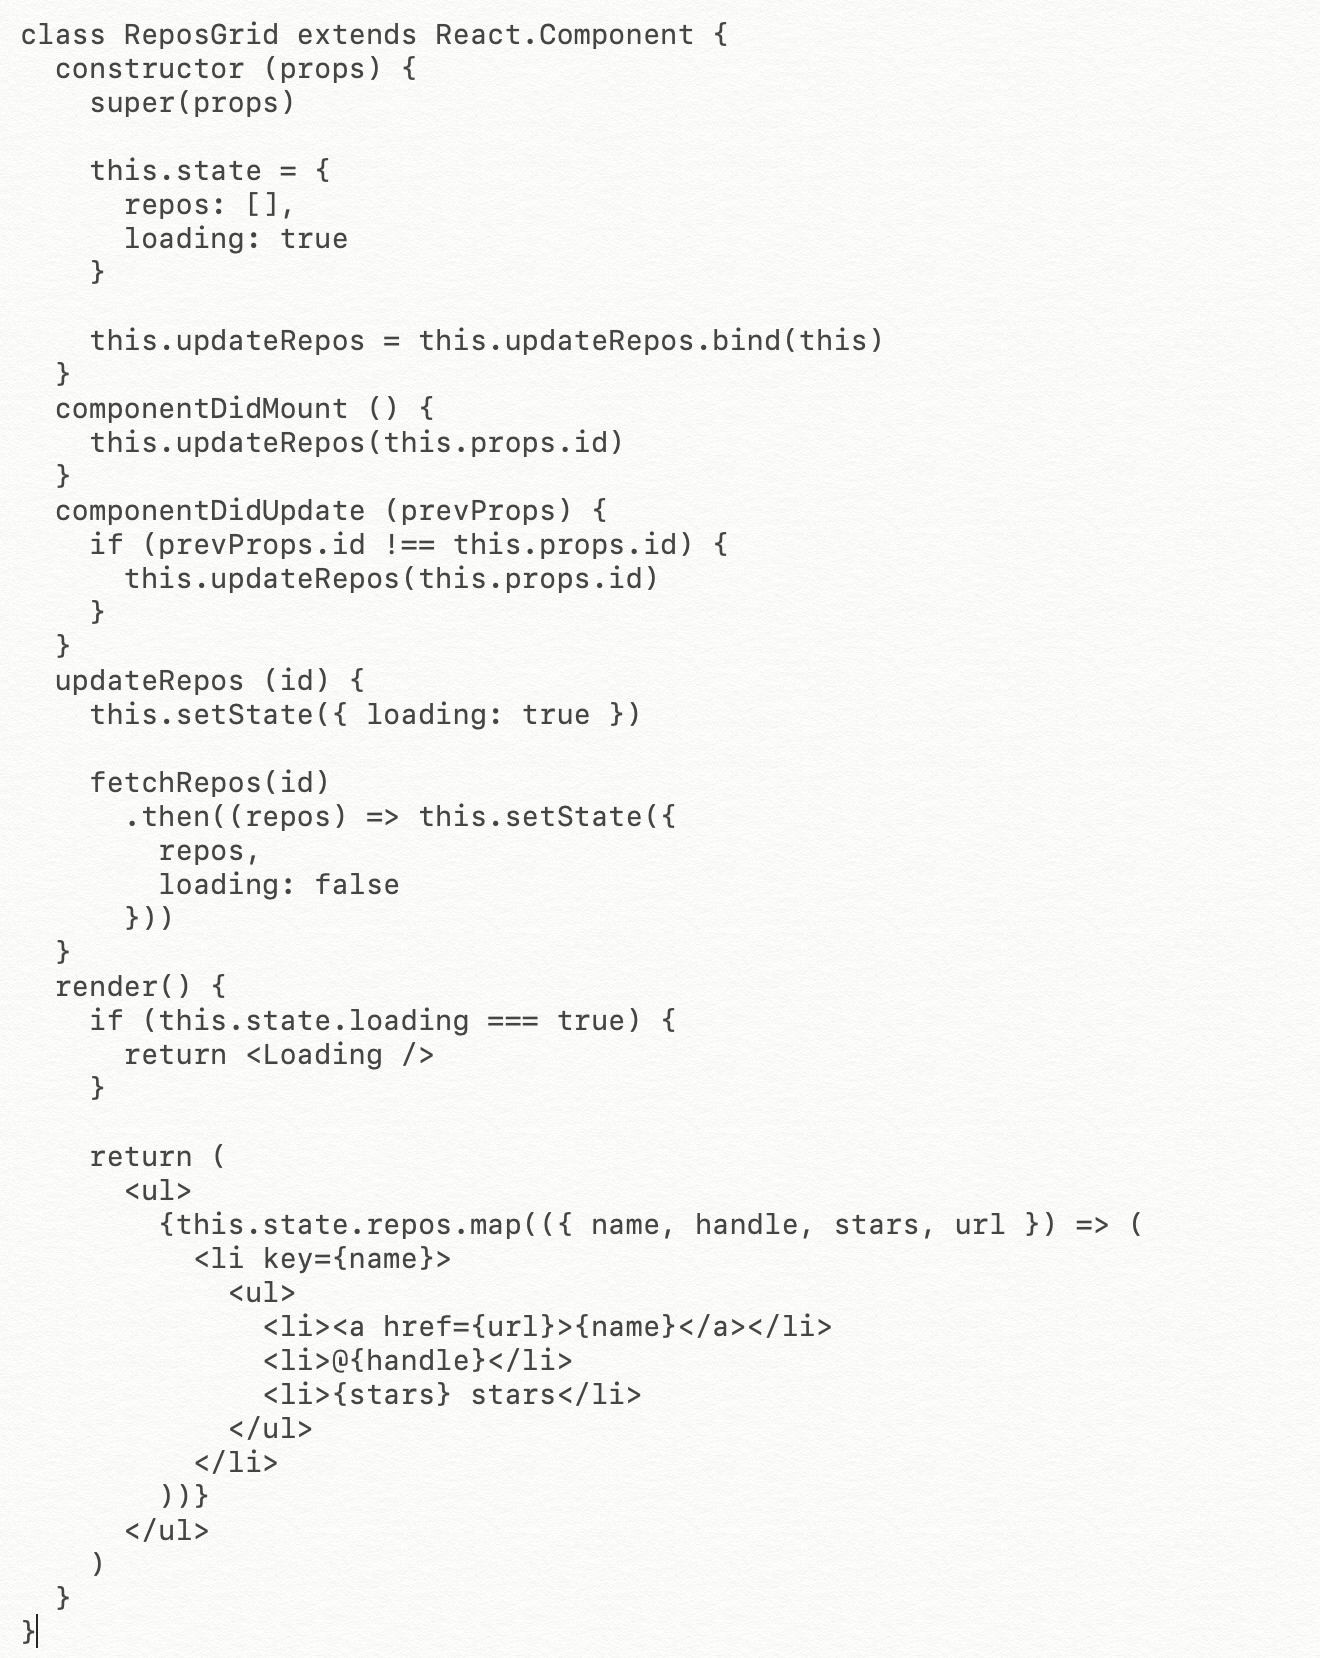 class ReposGrid extends React.Component {
  constructor (props) {
    super(props)

    this.state = {
      repos: [],
      loading: true
    }

    this.updateRepos = this.updateRepos.bind(this)
  }
  componentDidMount () {
    this.updateRepos(this.props.id)
  }
  componentDidUpdate (prevProps) {
    if (prevProps.id !== this.props.id) {
      this.updateRepos(this.props.id)
    }
  }
  updateRepos (id) {
    this.setState({ loading: true })

    fetchRepos(id)
      .then((repos) => this.setState({
        repos,
        loading: false
      }))
  }
  render() {
    if (this.state.loading === true) {
      return <Loading />
    }

    return (
      <ul>
        {this.state.repos.map(({ name, handle, stars, url }) => (
          <li key={name}>
            <ul>
              <li><a href={url}>{name}</a></li>
              <li>@{handle}</li>
              <li>{stars} stars</li>
            </ul>
          </li>
        ))}
      </ul>
    )
  }
}